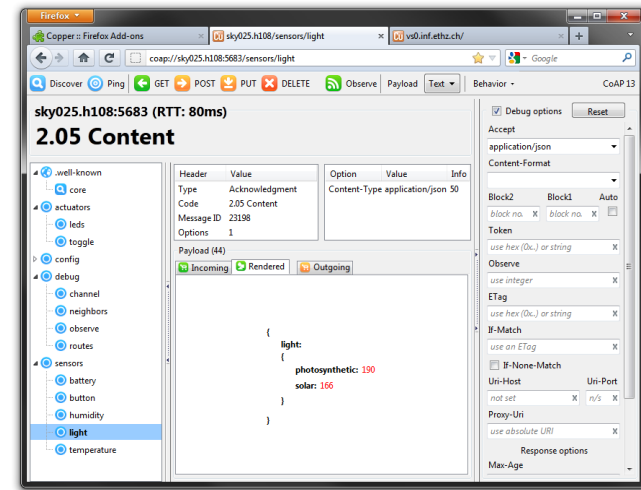 Firefox
Copper :: Firefox Add-ons
sky025.h108/sensors/light
vs0.inf.ethz.ch/
coap://sky025.h108:5683/sensors/light
Google
Discover Ping GET POST PUT DELETE Observe Payload Text Behavior CoAP 13
sky025.h108:5683 (RTT: 80ms)
2.05 Content
.well-known
core
actuators
leds
toggle
config
debug
channel
neighbors
observe
routes
sensors
battery
button
humidity
light
temperature
Header Value
Type Acknowledgment
Code 2.05 Content
Message ID 23198
Options 1
Option Value Info
Content-Type application/json 50
Payload (44)
Incoming Rendered Outgoing
{
light:
{
photosynthetic: 190
solar: 166
}
}
Debug options Reset
Accept
application/json
Content-Format
Block2 Block1 Auto
block no. x block no. x
Token
use hex (0x..) or string x
Observe
use integer x
ETag
use hex (0x..) or string x
If-Match
use an ETag x
If-None-Match
Uri-Host Uri-Port
not set x n/s x
Proxy-Uri
use absolute URI x
Response options
Max-Age